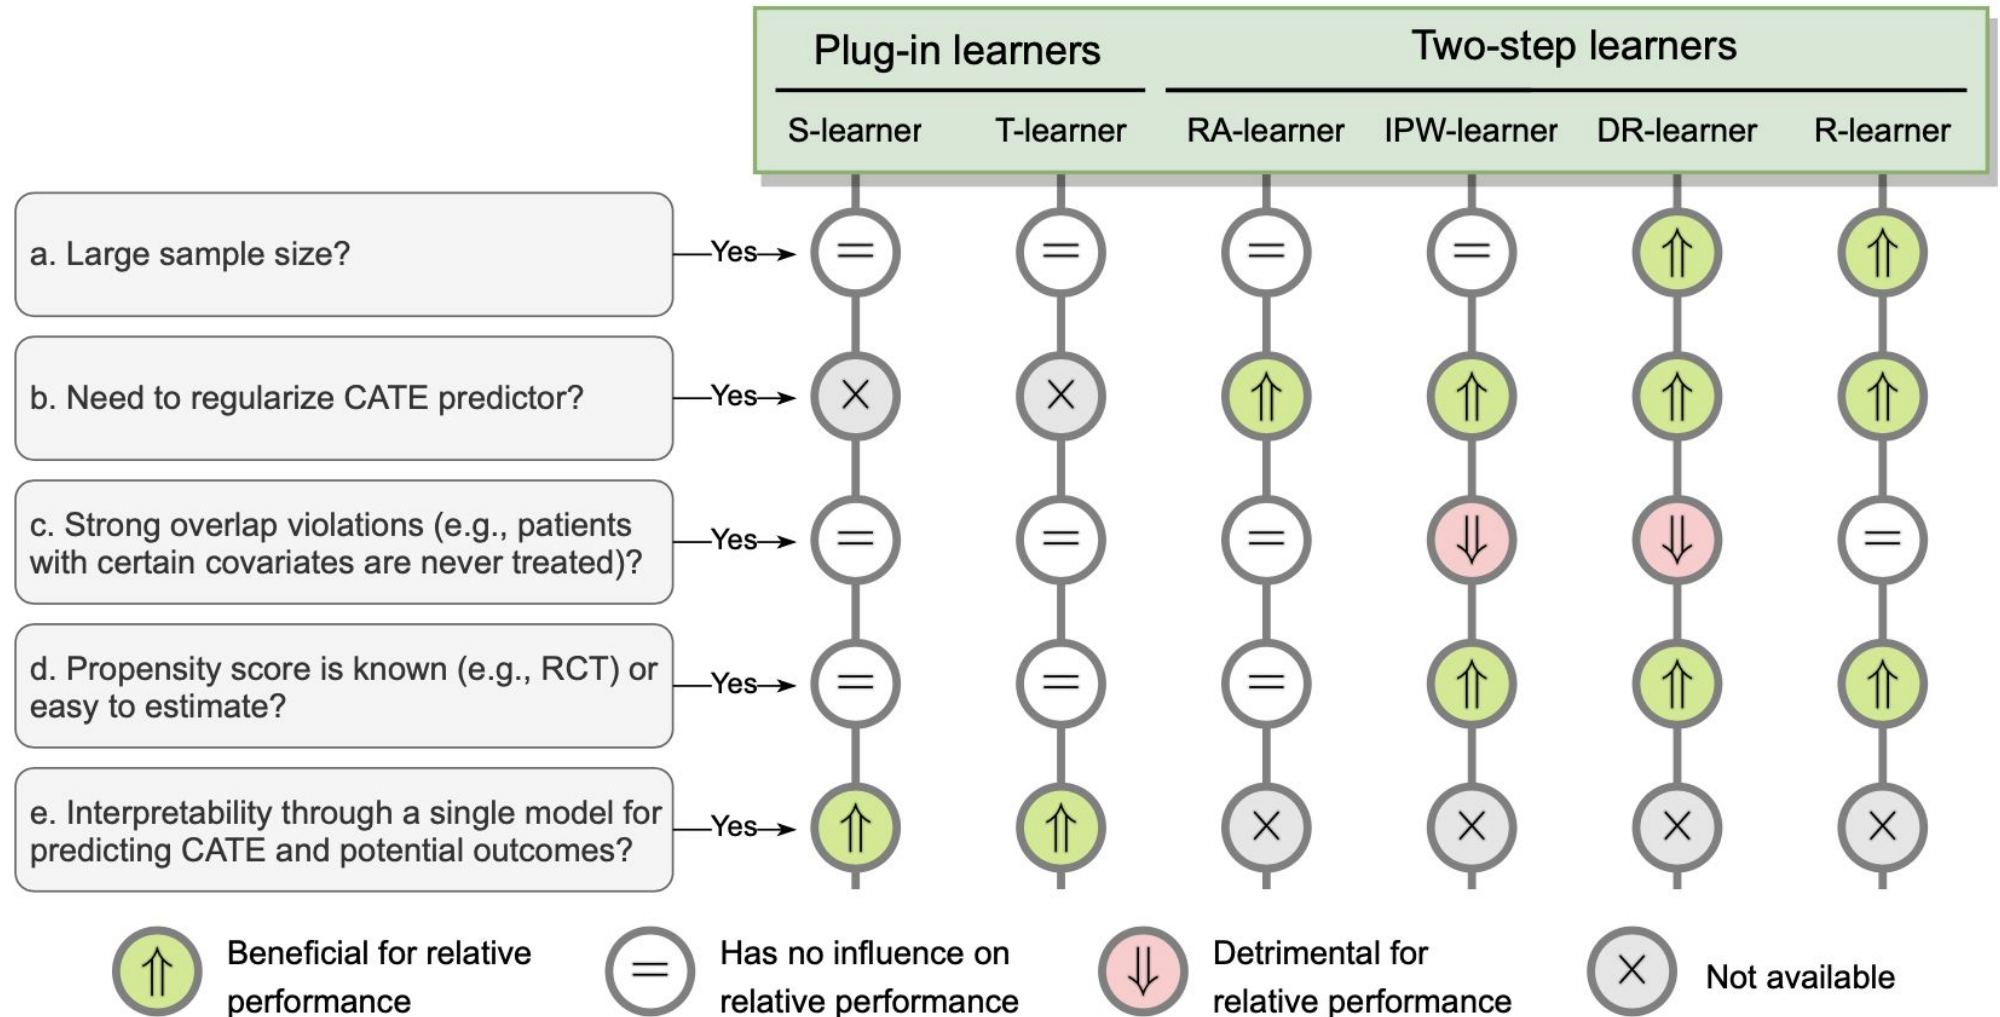 Plug-in learners
Two-step learners
S-learner
T-learner
RA-learner
IPW-learner
DR-learner
R-learner
a. Large sample size?
Yes
=
=
=
=
⇑
⇑
b. Need to regularize CATE predictor?
Yes
×
×
⇑
⇑
⇑
⇑
c. Strong overlap violations (e.g., patients
with certain covariates are never treated)?
Yes
=
=
=
⇓
⇓
=
d. Propensity score is known (e.g., RCT) or
easy to estimate?
Yes
=
=
=
⇑
⇑
⇑
e. Interpretability through a single model for
predicting CATE and potential outcomes?
Yes
⇑
⇑
×
×
×
×
⇑
Beneficial for relative
performance
=
Has no influence on
relative performance
⇓
Detrimental for
relative performance
×
Not available